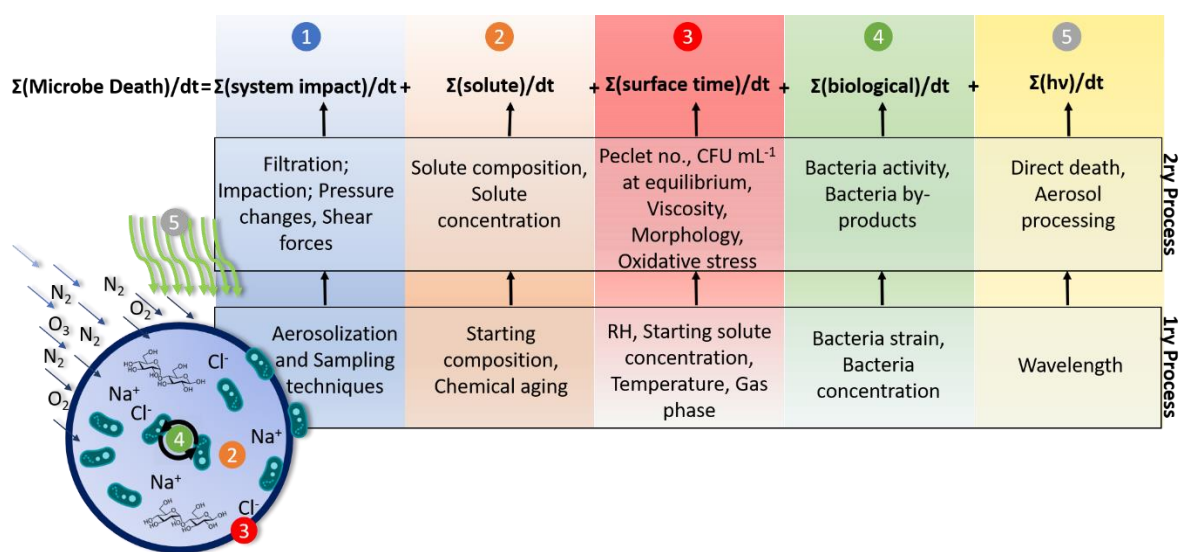 1
2
3
4
5
Σ(Microbe Death)/dt=
Σ(system impact)/dt
+
Σ(solute)/dt
+
Σ(surface time)/dt
+
Σ(biological)/dt
+
Σ(hν)/dt
Filtration;
Impaction; Pressure
changes, Shear
forces
Solute composition,
Solute
concentration
Peclet no., CFU mL⁻¹
at equilibrium,
Viscosity,
Morphology,
Oxidative stress
Bacteria activity,
Bacteria by-
products
Direct death,
Aerosol
processing
2ry Process
Aerosolization
and Sampling
techniques
Starting
composition,
Chemical aging
RH, Starting solute
concentration,
Temperature, Gas
phase
Bacteria strain,
Bacteria
concentration
Wavelength
1ry Process
5
N₂
N₂
O₂
O₃
N₂
N₂
O₂
Cl⁻
Na⁺
Cl⁻
4
2
Na⁺
Na⁺
Cl⁻
3